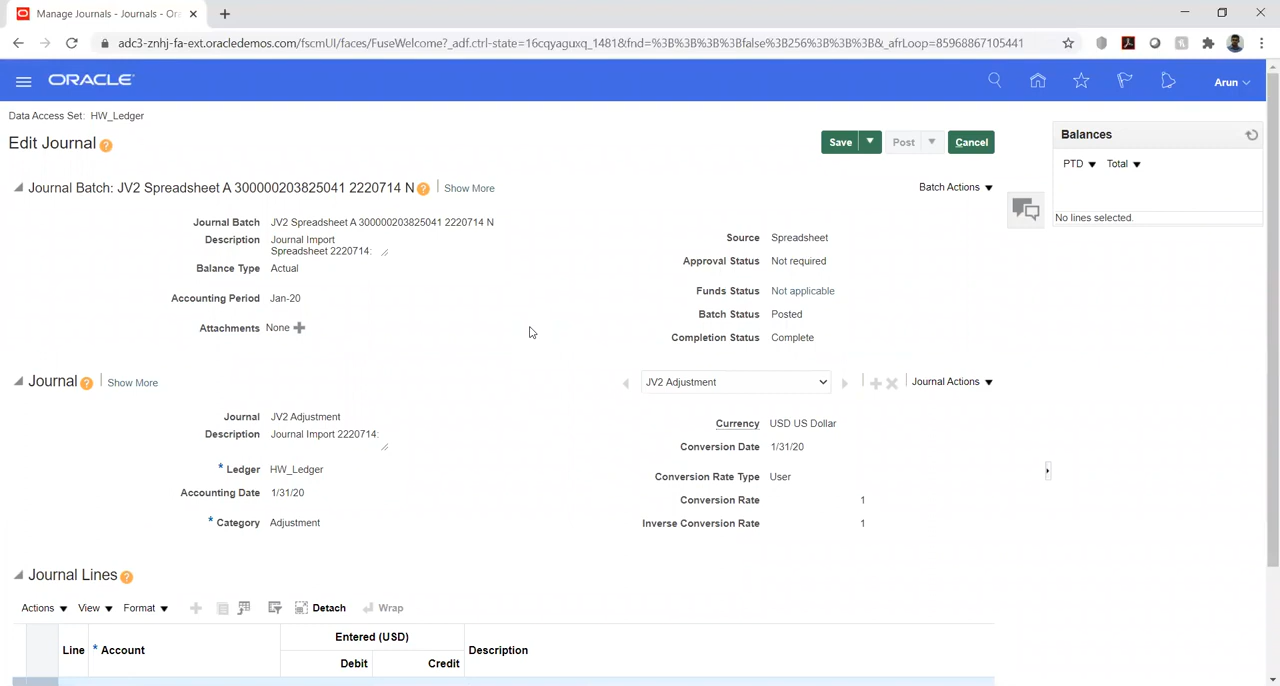 Manage Journals - Journals - Ora
adc3-znhj-fa-ext.oracledemos.com/fscmUI/faces/FuseWelcome?_adf.ctrl-state=16cqyaguxq_1481&fnd=%3B%3B%3B%3Bfalse%3B256%3B%3B%3B&_afrLoop=85968867105441
ORACLE
Arun
Data Access Set: HW_Ledger
Edit Journal ?
Save Post Cancel
Balances
PTD Total
No lines selected.
Journal Batch: JV2 Spreadsheet A 300000203825041 2220714 N ? Show More
Batch Actions
Journal Batch JV2 Spreadsheet A 300000203825041 2220714 N
Description Journal Import
Spreadsheet 2220714:
Balance Type Actual
Accounting Period Jan-20
Attachments None
Source Spreadsheet
Approval Status Not required
Funds Status Not applicable
Batch Status Posted
Completion Status Complete
Journal ? Show More
JV2 Adjustment
Journal Actions
Journal JV2 Adjustment
Description Journal Import 2220714:
* Ledger HW_Ledger
Accounting Date 1/31/20
* Category Adjustment
Currency USD US Dollar
Conversion Date 1/31/20
Conversion Rate Type User
Conversion Rate 1
Inverse Conversion Rate 1
Journal Lines ?
Actions View Format Detach Wrap
Line * Account Entered (USD) Description
Debit Credit